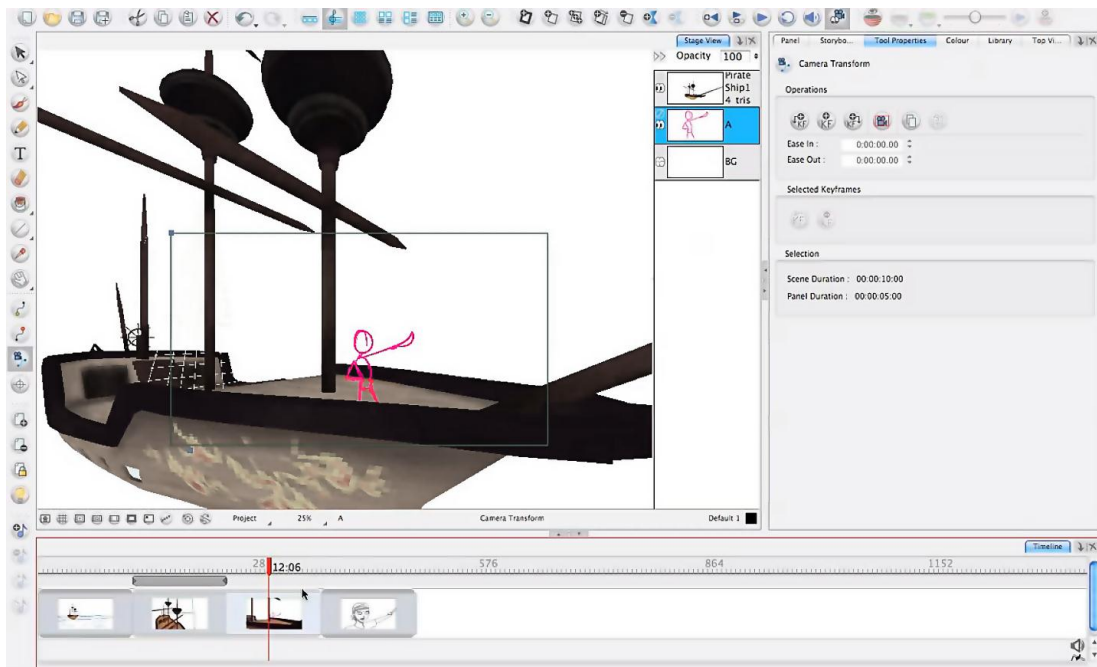 Stage View
Opacity 100
Pirate
Ship1
4 tris
A
BG
Panel Storybo... Tool Properties Colour Library Top Vi...
Camera Transform
Operations
Ease In : 0:00:00.00
Ease Out : 0:00:00.00
Selected Keyframes
Selection
Scene Duration : 00:00:10:00
Panel Duration : 00:00:05:00
Project 25% A Camera Transform Default 1
Timeline
28 12:06 576 864 1152